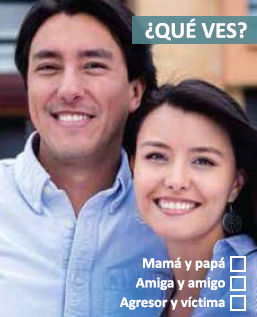 ¿QUÉ VES?
Mamá y papá
Amiga y amigo
Agresor y víctima